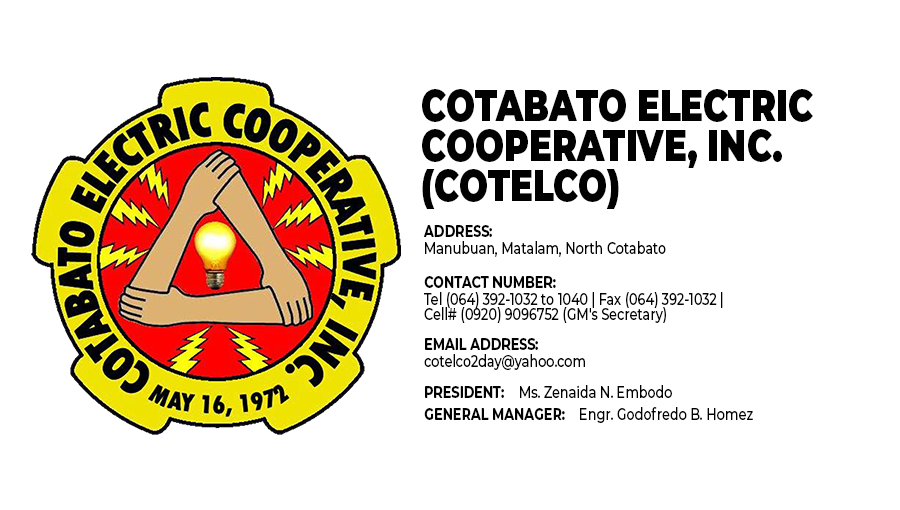 COTABATO ELECTRIC COOPERATIVE, INC.
MAY 16, 1972
COTABATO ELECTRIC
COOPERATIVE, INC.
(COTELCO)
ADDRESS:
Manubuan, Matalam, North Cotabato
CONTACT NUMBER:
Tel (064) 392-1032 to 1040 | Fax (064) 392-1032 |
Cell# (0920) 9096752 (GM's Secretary)
EMAIL ADDRESS:
cotelco2day@yahoo.com
PRESIDENT: Ms. Zenaida N. Embodo
GENERAL MANAGER: Engr. Godofredo B. Homez